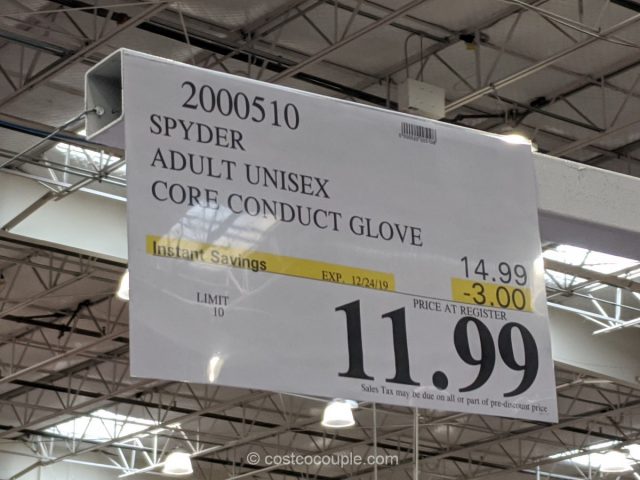 2000510
SPYDER
ADULT UNISEX
CORE CONDUCT GLOVE
Instant Savings EXP. 12/24/19
14.99
-3.00
LIMIT
10
PRICE AT REGISTER
11.99
Sales Tax may be due on all or part of pre-discount price
© costcocouple.com